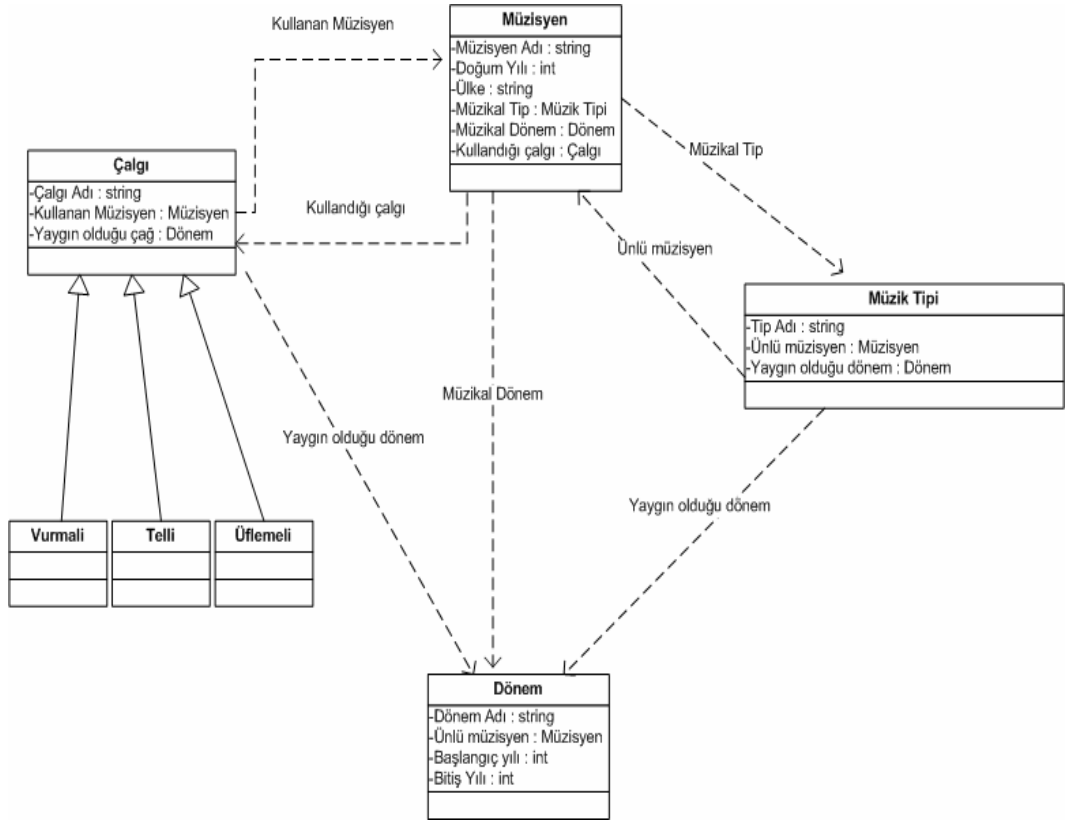 Kullanan Müzisyen
Müzisyen
-Müzisyen Adı : string
-Doğum Yılı : int
-Ülke : string
-Müzikal Tip : Müzik Tipi
-Müzikal Dönem : Dönem
-Kullandığı çalgı : Çalgı
Müzikal Tip
Çalgı
-Çalgı Adı : string
-Kullanan Müzisyen : Müzisyen
-Yaygın olduğu çağ : Dönem
Kullandığı çalgı
Ünlü müzisyen
Müzik Tipi
-Tip Adı : string
-Ünlü müzisyen : Müzisyen
-Yaygın olduğu dönem : Dönem
Müzikal Dönem
Yaygın olduğu dönem
Yaygın olduğu dönem
Vurmali
Telli
Üflemeli
Dönem
-Dönem Adı : string
-Ünlü müzisyen : Müzisyen
-Başlangıç yılı : int
-Bitiş Yılı : int